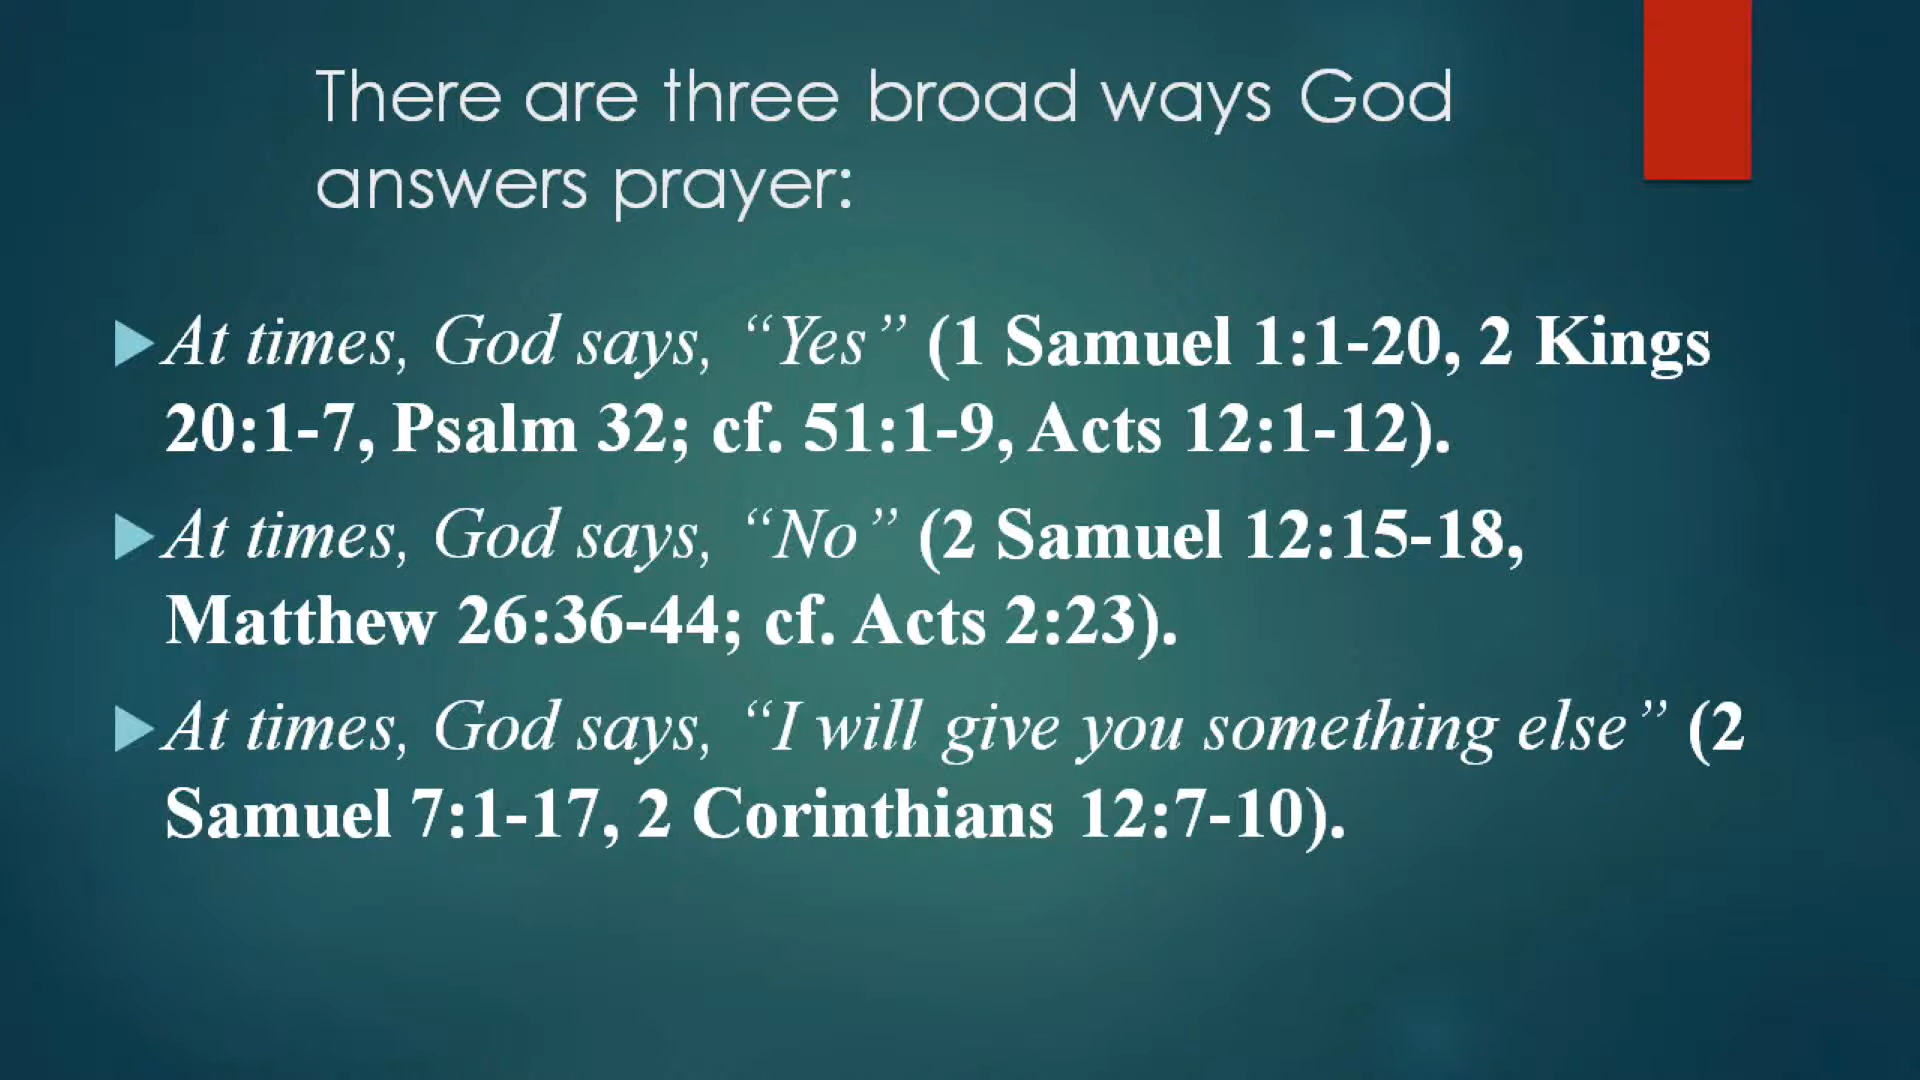 There are three broad ways God
answers prayer:
At times, God says, “Yes” (1 Samuel 1:1-20, 2 Kings
20:1-7, Psalm 32; cf. 51:1-9, Acts 12:1-12).
At times, God says, “No” (2 Samuel 12:15-18,
Matthew 26:36-44; cf. Acts 2:23).
At times, God says, “I will give you something else” (2
Samuel 7:1-17, 2 Corinthians 12:7-10).